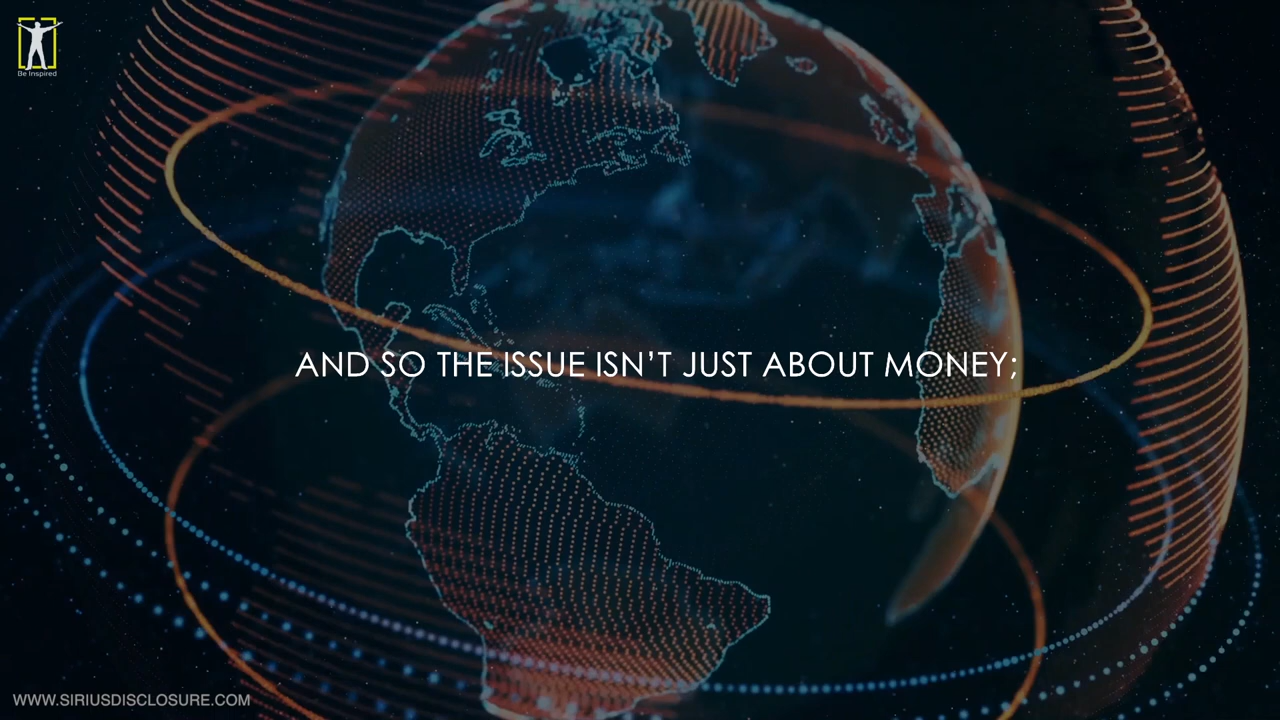 Be Inspired
AND SO THE ISSUE ISN’T JUST ABOUT MONEY;
WWW.SIRIUSDISCLOSURE.COM